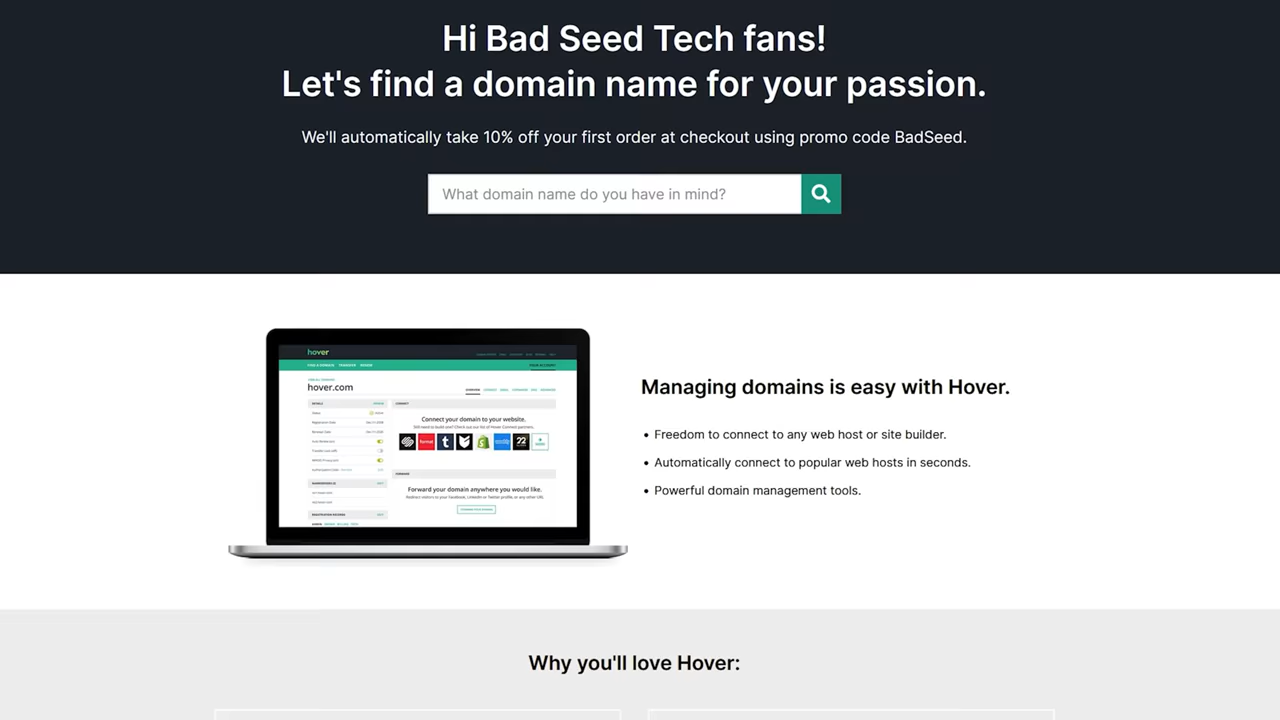 Hi Bad Seed Tech fans!
Let's find a domain name for your passion.
We'll automatically take 10% off your first order at checkout using promo code BadSeed.
What domain name do you have in mind?
hover
FIND A DOMAIN TRANSFER RENEW
hover.com
Connect your domain to your website.
Forward your domain anywhere you would like.
Managing domains is easy with Hover.
• Freedom to connect to any web host or site builder.
• Automatically connect to popular web hosts in seconds.
• Powerful domain management tools.
Why you'll love Hover: